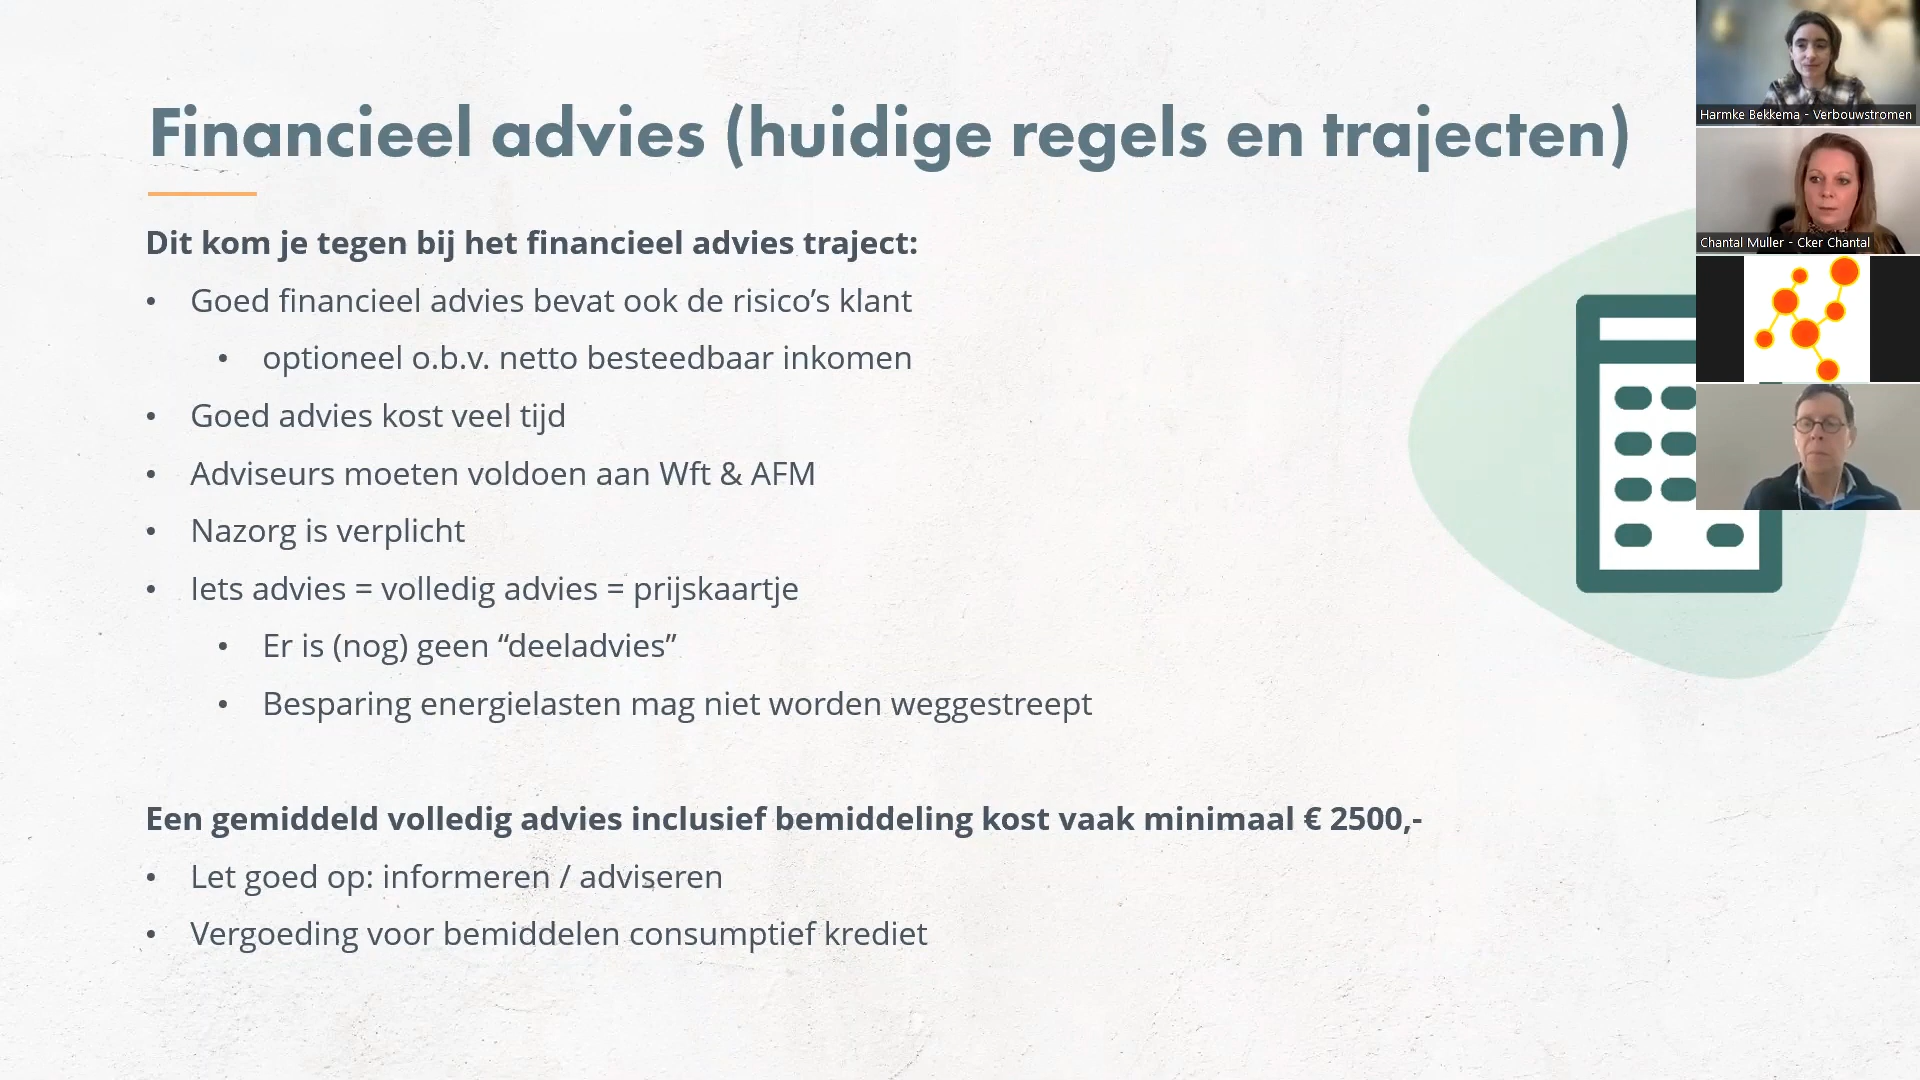 Financieel advies (huidige regels en trajecten)
Dit kom je tegen bij het financieel advies traject:
• Goed financieel advies bevat ook de risico’s klant
• optioneel o.b.v. netto besteedbaar inkomen
• Goed advies kost veel tijd
• Adviseurs moeten voldoen aan Wft & AFM
• Nazorg is verplicht
• Iets advies = volledig advies = prijskaartje
• Er is (nog) geen “deeladvies”
• Besparing energielasten mag niet worden weggestreept
Een gemiddeld volledig advies inclusief bemiddeling kost vaak minimaal € 2500,-
• Let goed op: informeren / adviseren
• Vergoeding voor bemiddelen consumptief krediet
Harmke Bekkema - Verbouwstromen
Chantal Muller - Cker Chantal